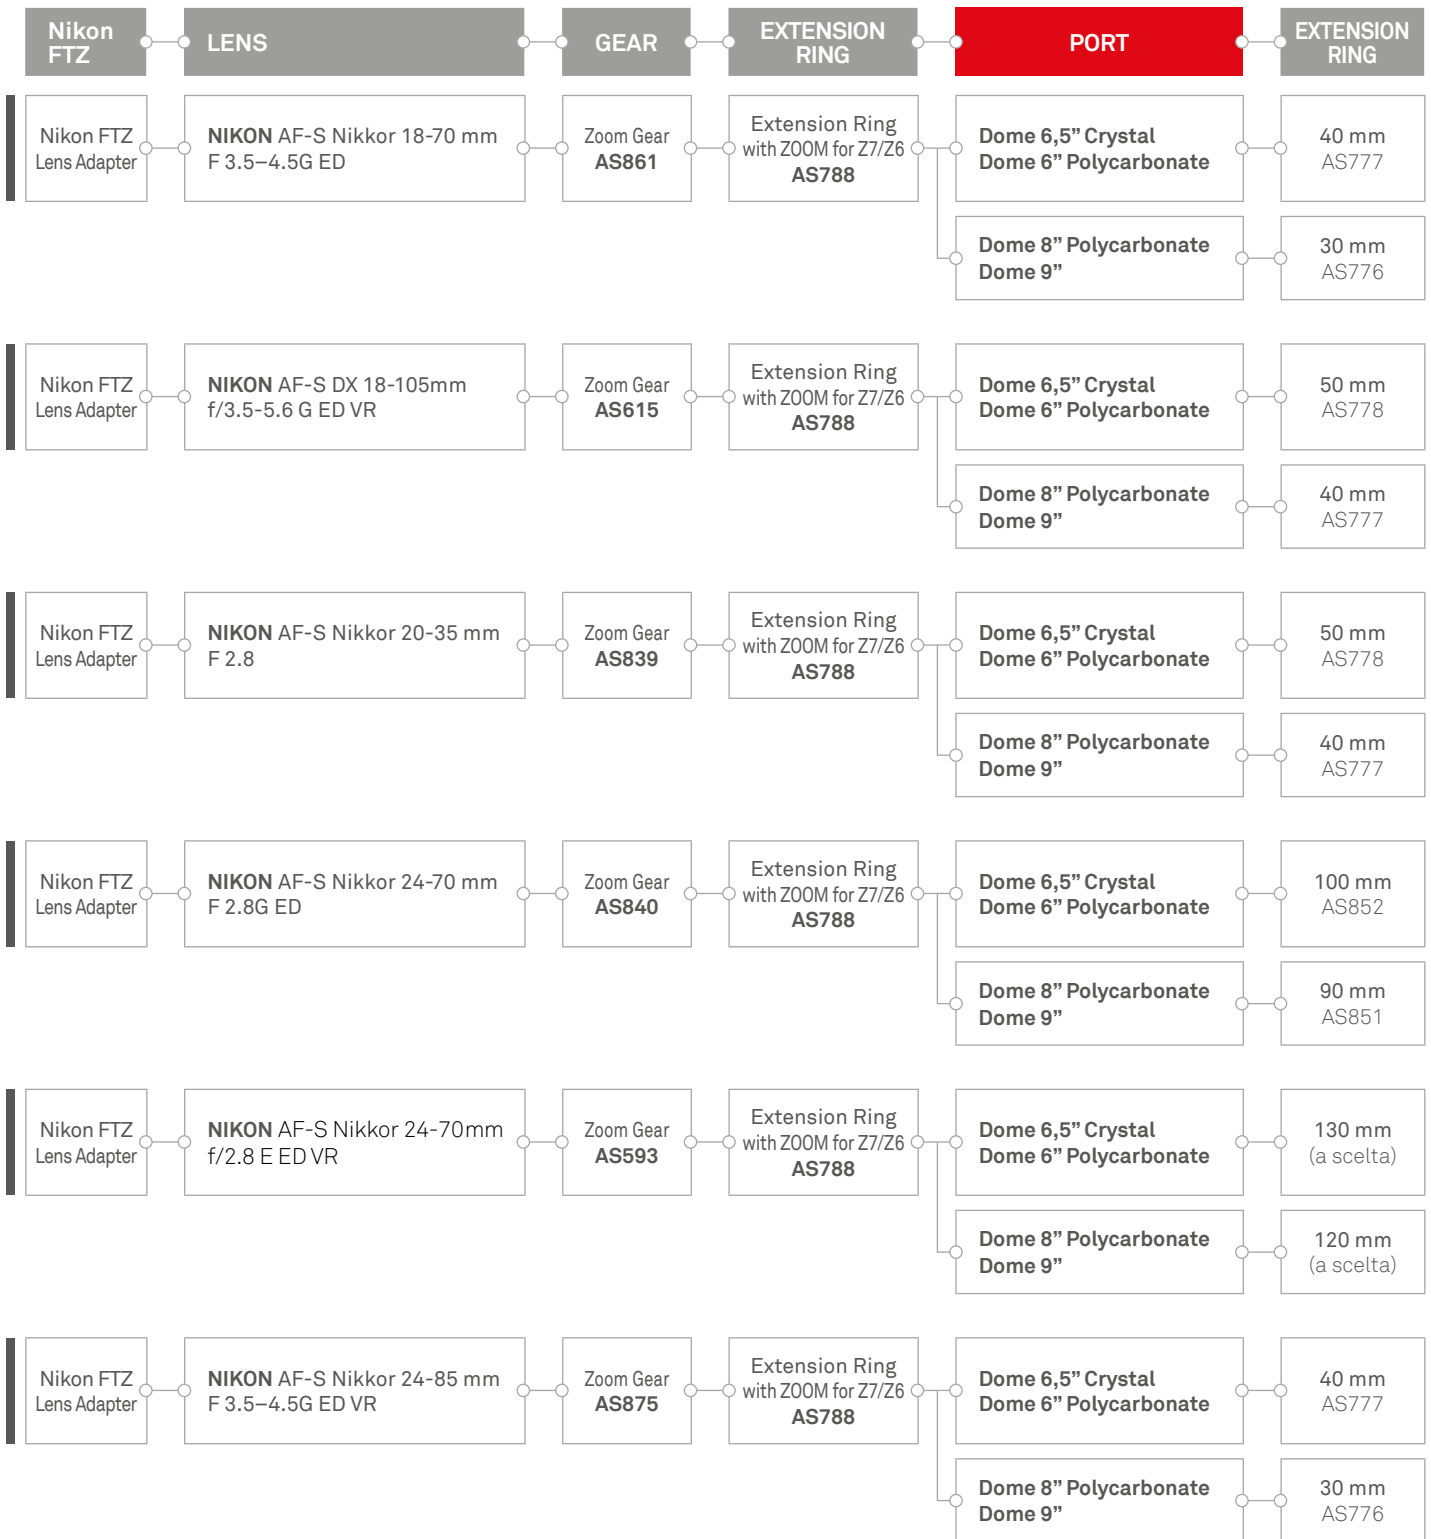 Nikon
FTZ
LENS
GEAR
EXTENSION
RING
PORT
EXTENSION
RING
Nikon FTZ
Lens Adapter
NIKON AF-S Nikkor 18-70 mm
F 3.5–4.5G ED
Zoom Gear
AS861
Extension Ring
with ZOOM for Z7/Z6
AS788
Dome 6,5” Crystal
Dome 6” Polycarbonate
40 mm
AS777
Dome 8” Polycarbonate
Dome 9”
30 mm
AS776
Nikon FTZ
Lens Adapter
NIKON AF-S DX 18-105mm
f/3.5-5.6 G ED VR
Zoom Gear
AS615
Extension Ring
with ZOOM for Z7/Z6
AS788
Dome 6,5” Crystal
Dome 6” Polycarbonate
50 mm
AS778
Dome 8” Polycarbonate
Dome 9”
40 mm
AS777
Nikon FTZ
Lens Adapter
NIKON AF-S Nikkor 20-35 mm
F 2.8
Zoom Gear
AS839
Extension Ring
with ZOOM for Z7/Z6
AS788
Dome 6,5” Crystal
Dome 6” Polycarbonate
50 mm
AS778
Dome 8” Polycarbonate
Dome 9”
40 mm
AS777
Nikon FTZ
Lens Adapter
NIKON AF-S Nikkor 24-70 mm
F 2.8G ED
Zoom Gear
AS840
Extension Ring
with ZOOM for Z7/Z6
AS788
Dome 6,5” Crystal
Dome 6” Polycarbonate
100 mm
AS852
Dome 8” Polycarbonate
Dome 9”
90 mm
AS851
Nikon FTZ
Lens Adapter
NIKON AF-S Nikkor 24-70mm
f/2.8 E ED VR
Zoom Gear
AS593
Extension Ring
with ZOOM for Z7/Z6
AS788
Dome 6,5” Crystal
Dome 6” Polycarbonate
130 mm
(a scelta)
Dome 8” Polycarbonate
Dome 9”
120 mm
(a scelta)
Nikon FTZ
Lens Adapter
NIKON AF-S Nikkor 24-85 mm
F 3.5–4.5G ED VR
Zoom Gear
AS875
Extension Ring
with ZOOM for Z7/Z6
AS788
Dome 6,5” Crystal
Dome 6” Polycarbonate
40 mm
AS777
Dome 8” Polycarbonate
Dome 9”
30 mm
AS776